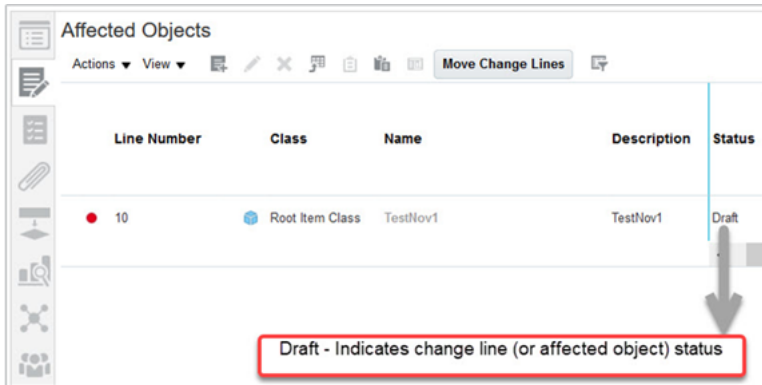 Affected Objects
Actions View Move Change Lines
Line Number Class Name Description Status
10 Root Item Class TestNov1 TestNov1 Draft
Draft - Indicates change line (or affected object) status